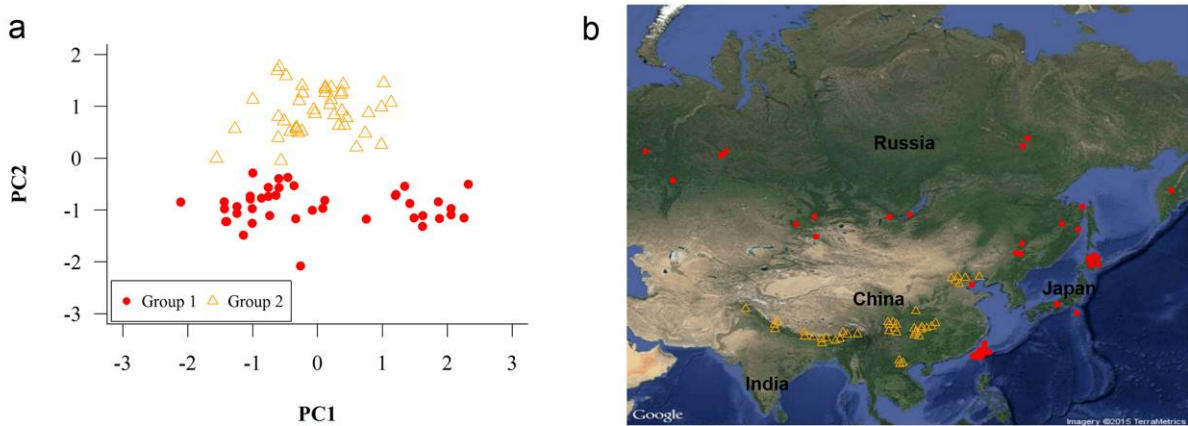 a
PC2
2
1
0
-1
-2
-3
Group 1
Group 2
-3
-2
-1
0
1
2
3
PC1
b
Russia
China
Japan
India
Google
Imagery ©2015 TerraMetrics